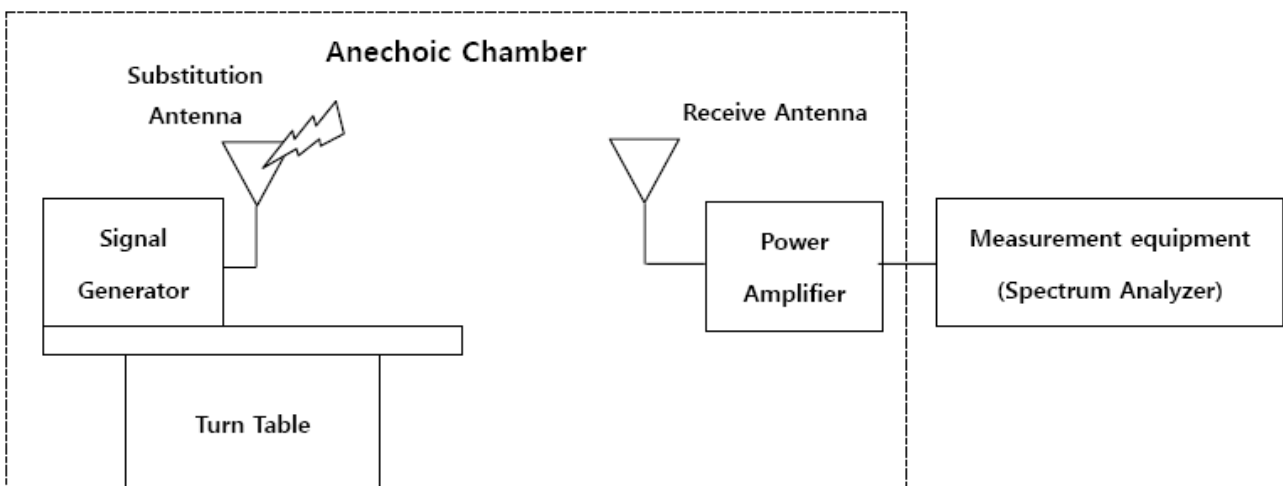 Anechoic Chamber
Substitution
Antenna
Receive Antenna
Signal
Generator
Power
Amplifier
Measurement equipment
(Spectrum Analyzer)
Turn Table